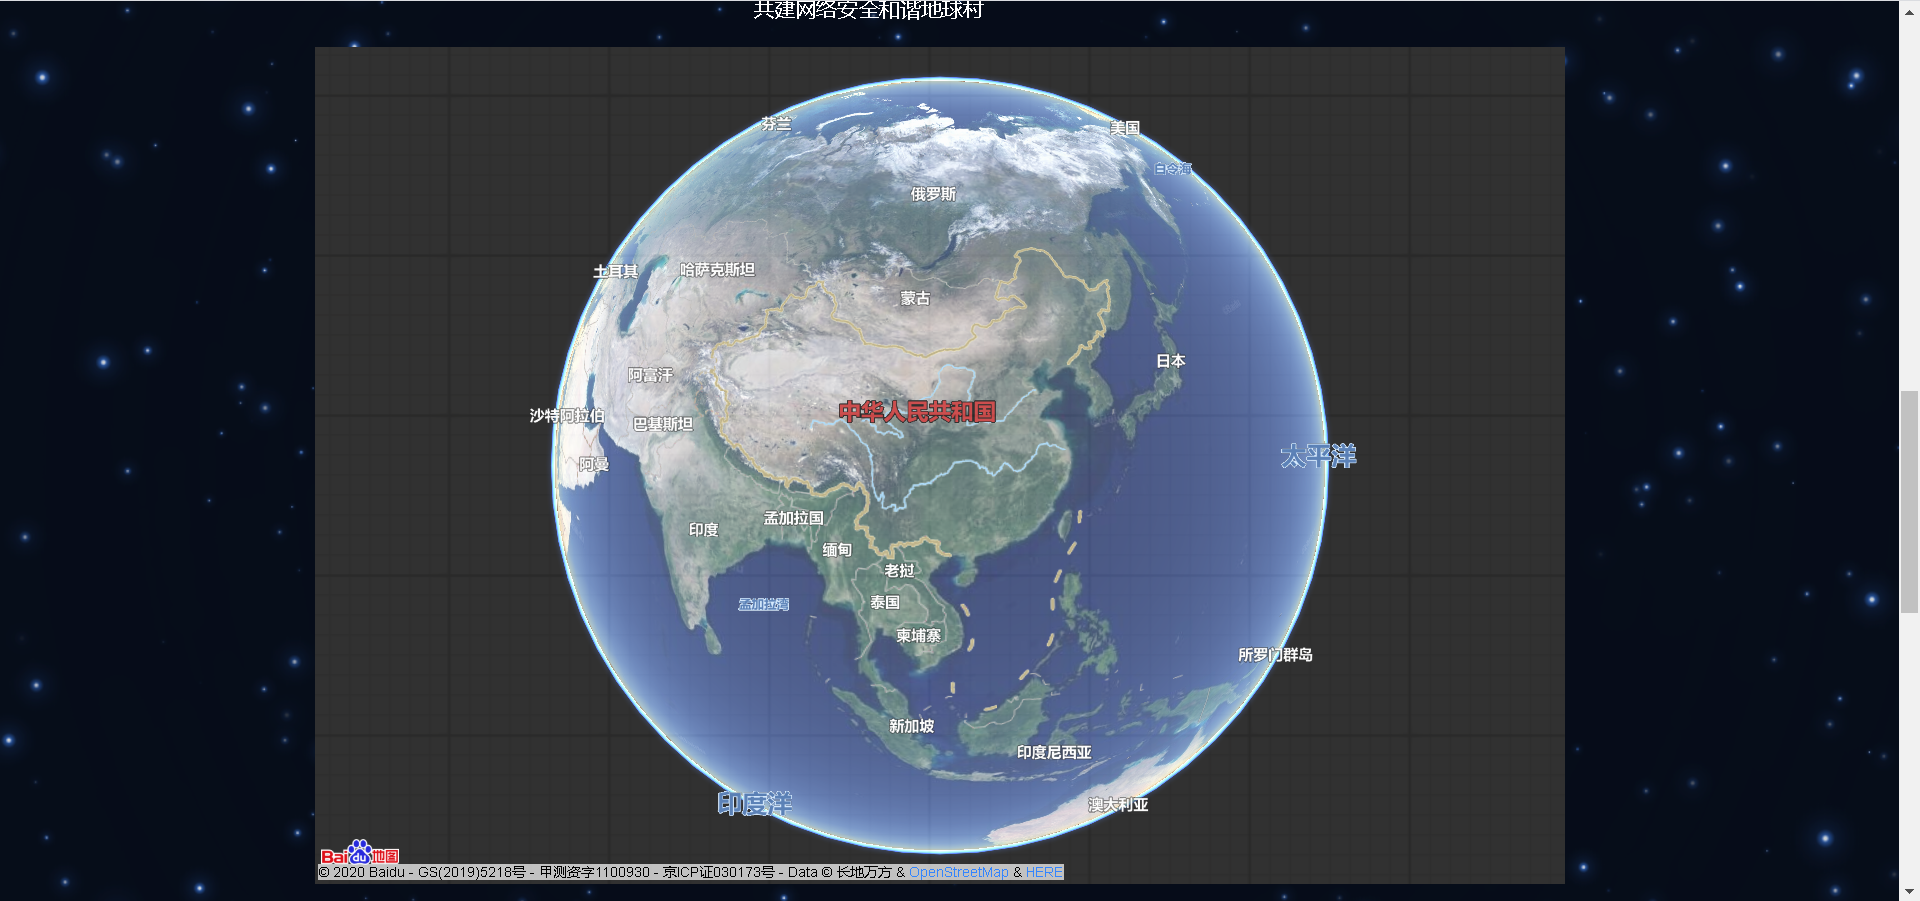 共建网络安全和谐地球村
芬兰
美国
白令海
俄罗斯
土耳其
哈萨克斯坦
蒙古
日本
阿富汗
中华人民共和国
沙特阿拉伯
巴基斯坦
太平洋
阿曼
孟加拉国
印度
缅甸
老挝
泰国
孟加拉湾
柬埔寨
所罗门群岛
新加坡
印度尼西亚
印度洋
澳大利亚
Bai du 地图
© 2020 Baidu - GS(2019)5218号 - 甲测资字1100930 - 京ICP证030173号 - Data © 长地万方 & OpenStreetMap & HERE